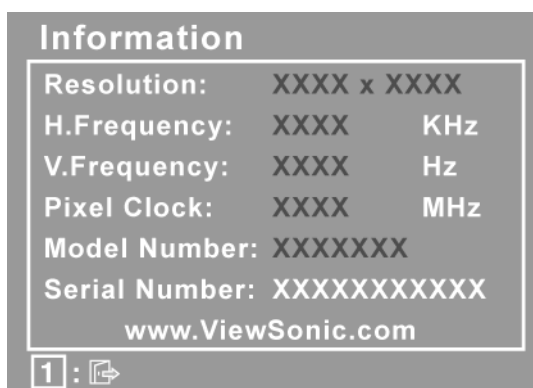 Information
Resolution: XXXX x XXXX
H.Frequency: XXXX KHz
V.Frequency: XXXX Hz
Pixel Clock: XXXX MHz
Model Number: XXXXXXX
Serial Number: XXXXXXXXXXX
www.ViewSonic.com
1 :